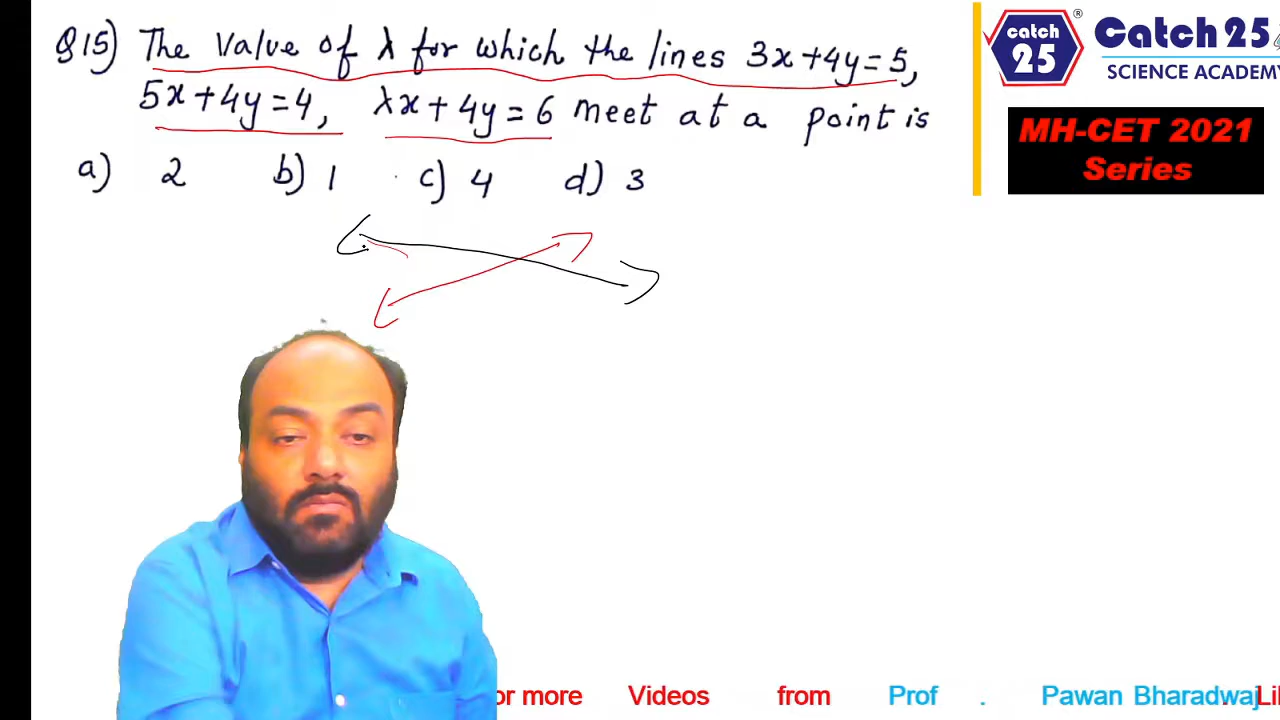 Q15) The value of λ for which the lines 3x+4y=5,
5x+4y=4, λx+4y=6 meet at a point is
a) 2 b) 1 c) 4 d) 3
catch
25
®
Catch 25
SCIENCE ACADEMY
MH-CET 2021
Series
or more Videos from Prof . Pawan Bharadwaj . Li